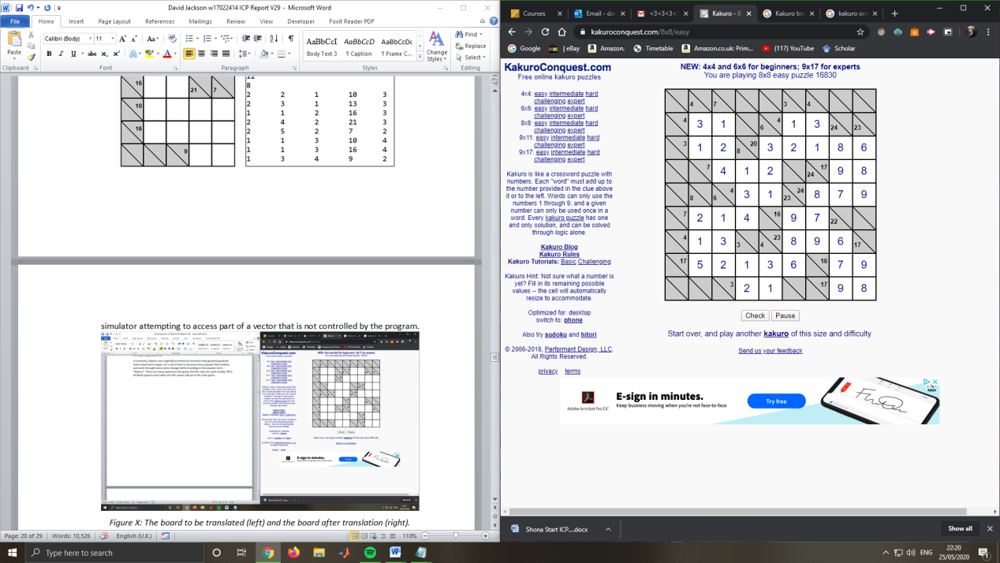 David Jackson w17022414 ICP Report V29 - Microsoft Word
File Home Insert Page Layout References Mailings Review View Developer Foxit Reader PDF
Paste
Calibri (Body) 11
B I U abc
AaBbCcI AaBbCcD AaBbCcDc
Body Text 3 ¶ Caption ¶ Frame C...
Change Styles
Find
Replace
Select
Clipboard Font Paragraph Styles Editing
16 21 7
10
16
9
12
8
2 2 1 10 3
2 3 1 13 3
1 1 2 16 3
2 4 2 21 3
2 5 2 7 2
1 1 3 10 4
1 1 3 16 4
1 3 4 9 2
simulator attempting to access part of a vector that is not controlled by the program.
Figure X: The board to be translated (left) and the board after translation (right).
Page: 20 of 29 Words: 10,526 English (U.K.) 110%
Courses Email - da <3<3<3<3 Kakuro - 8 Kakuro bo kakuro onl
kakuroconquest.com/8x8/easy
Google | eBay Amazon. Timetable Amazon.co.uk: Prim... (117) YouTube Scholar
KakuroConquest.com
Free online kakuro puzzles
4x4: easy intermediate hard
challenging expert
6x6: easy intermediate hard
challenging expert
8x8: easy intermediate hard
challenging expert
9x11: easy intermediate hard
challenging expert
9x17: easy intermediate hard
challenging expert
Kakuro is like a crossword puzzle with
numbers. Each "word" must add up to
the number provided in the clue above
it or to the left. Words can only use the
numbers 1 through 9, and a given
number can only be used once in a
word. Every kakuro puzzle has one
and only solution, and can be solved
through logic alone.
Kakuro Blog
Kakuro Rules
Kakuro Tutorials: Basic Challenging
Kakuro Hint: Not sure what a number is
yet? Fill in its remaining possible
values -- the cell will automatically
resize to accommodate.
Optimized for: desktop
switch to: phone
Also try sudoku and hitori
© 2006-2018, Performant Design, LLC.
All Rights Reserved.
privacy terms
NEW: 4x4 and 6x6 for beginners; 9x17 for experts
You are playing 8x8 easy puzzle 16830
4 7 3 4
4 3 1 6 4 1 3 24 23
3 1 2 8 20 3 2 1 8 6
7 4 1 2 24 17 9 8
8 6 4 3 1 23 24 8 7 9
7 2 1 4 16 9 7 22
4 1 3 3 4 23 8 9 6 17
17 5 2 1 3 6 16 7 9
3 2 1 17 9 8
Check Pause
Start over, and play another kakuro of this size and difficulty.
Send us your feedback
Adobe Acrobat Pro DC
E-sign in minutes.
Keep business moving when you're not face-to-face.
Try free
Adobe
Shona Start ICP....docx
Show all
Type here to search
ENG
22:20
25/05/2020